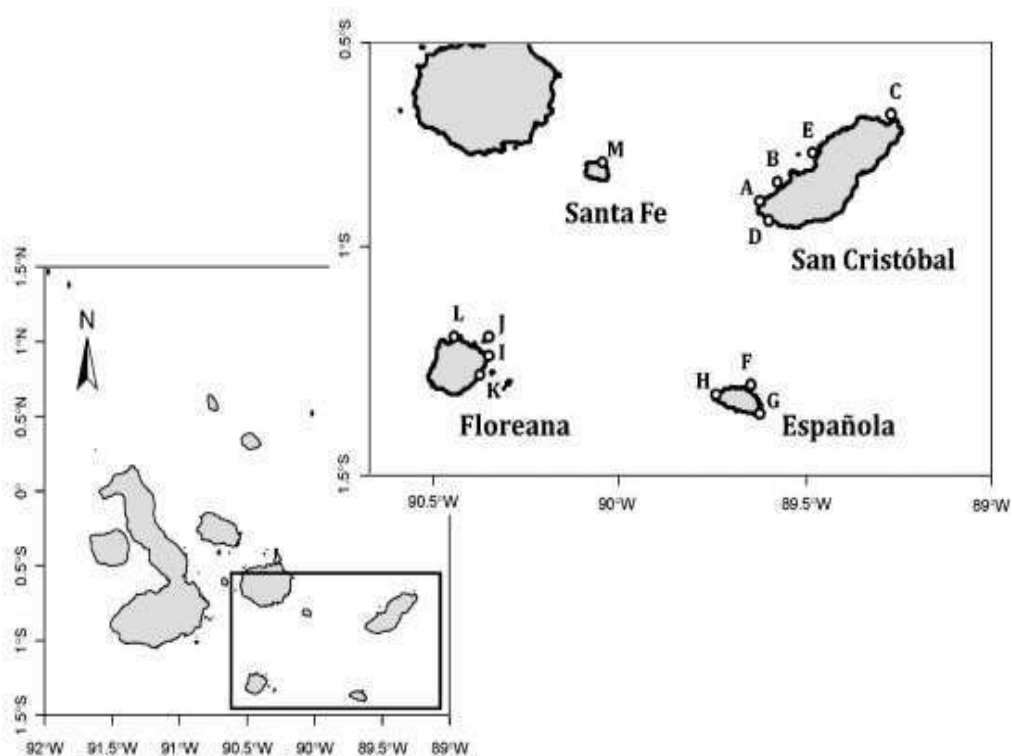 0.5°S
1°S
1.5°S
90.5°W
90°W
89.5°W
89°W
C
E
B
A
D
M
Santa Fe
San Cristóbal
L
J
I
K
Floreana
F
H
G
Española
N
1.5°N
1°N
0.5°N
0°
0.5°S
1°S
1.5°S
92°W
91.5°W
91°W
90.5°W
90°W
89.5°W
89°W